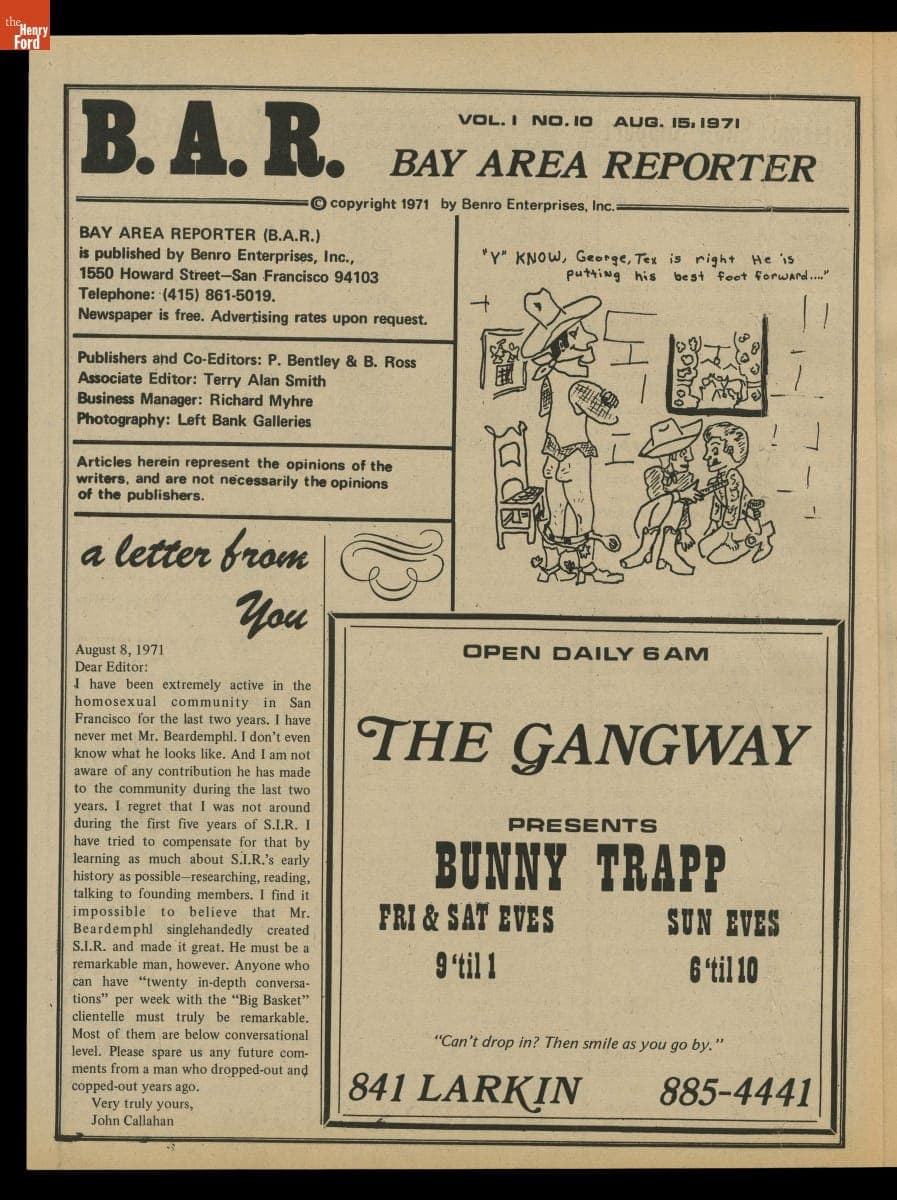 the
Henry
Ford
B. A. R.
VOL. I NO. 10 AUG. 15, 1971
BAY AREA REPORTER
© copyright 1971 by Benro Enterprises, Inc.
BAY AREA REPORTER (B.A.R.)
is published by Benro Enterprises, Inc.,
1550 Howard Street—San Francisco 94103
Telephone: (415) 861-5019.
Newspaper is free. Advertising rates upon request.
Publishers and Co-Editors: P. Bentley & B. Ross
Associate Editor: Terry Alan Smith
Business Manager: Richard Myhre
Photography: Left Bank Galleries
Articles herein represent the opinions of the
writers, and are not necessarily the opinions
of the publishers.
"Y" KNOW, George, Tex is right He is
putting his best foot forward...."
a letter from
You
August 8, 1971
Dear Editor:
I have been extremely active in the
homosexual community in San
Francisco for the last two years. I have
never met Mr. Beardemphl. I don't even
know what he looks like. And I am not
aware of any contribution he has made
to the community during the last two
years. I regret that I was not around
during the first five years of S.I.R. I
have tried to compensate for that by
learning as much about S.I.R.'s early
history as possible—researching, reading,
talking to founding members. I find it
impossible to believe that Mr.
Beardemphl singlehandedly created
S.I.R. and made it great. He must be a
remarkable man, however. Anyone who
can have "twenty in-depth conversa-
tions" per week with the "Big Basket"
clientelle must truly be remarkable.
Most of them are below conversational
level. Please spare us any future com-
ments from a man who dropped-out and
copped-out years ago.
Very truly yours,
John Callahan
OPEN DAILY 6 AM
THE GANGWAY
PRESENTS
BUNNY TRAPP
FRI & SAT EVES
9 'til 1
SUN EVES
6 'til 10
"Can't drop in? Then smile as you go by."
841 LARKIN 885-4441